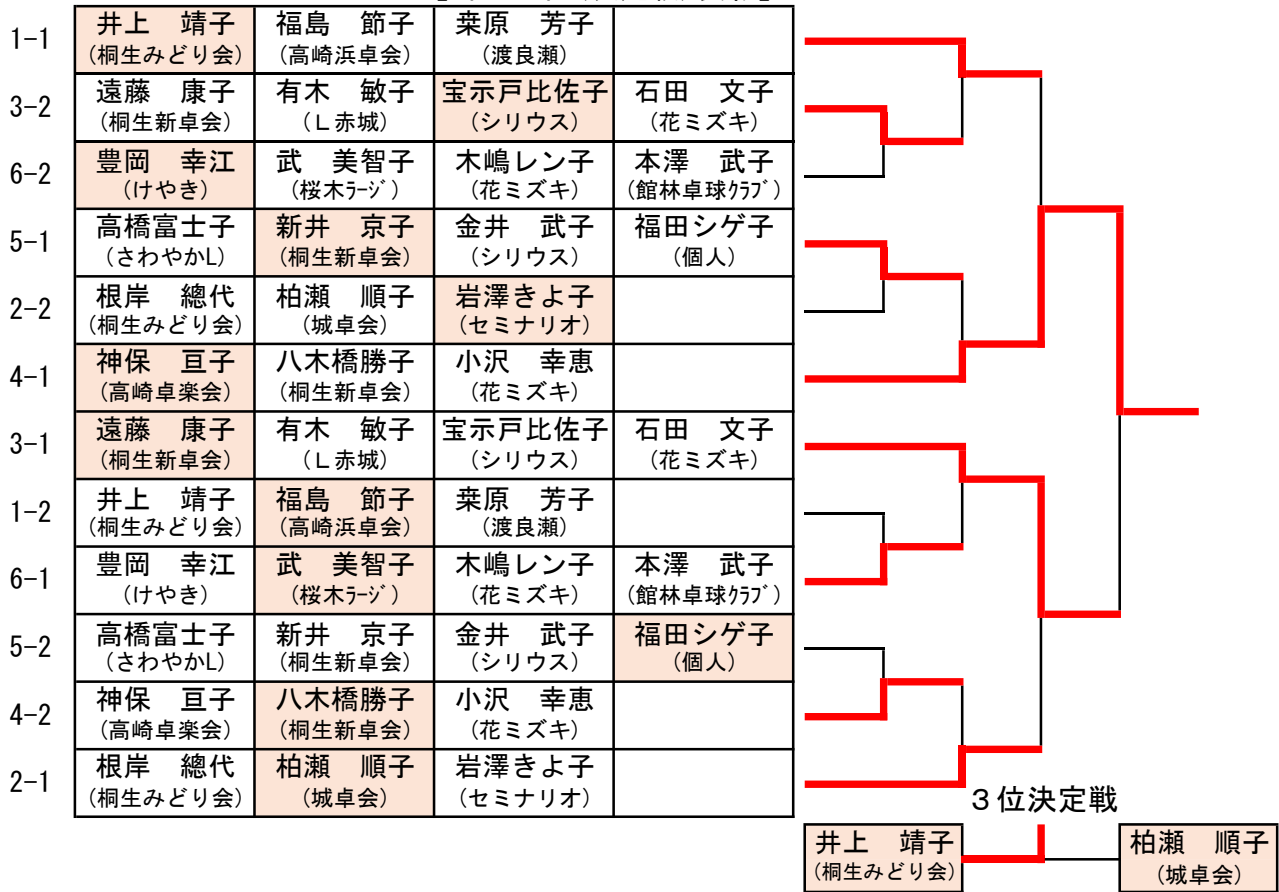 1-1 井上 靖子 福島 節子 桒原 芳子
(桐生みどり会) (高崎浜卓会) (渡良瀬)
3-2 遠藤 康子 有木 敏子 宝示戸比佐子 石田 文子
(桐生新卓会) (L赤城) (シリウス) (花ミズキ)
6-2 豊岡 幸江 武 美智子 木嶋レン子 本澤 武子
(けやき) (桜木ﾗｰｼﾞ) (花ミズキ) (館林卓球ｸﾗﾌﾞ)
5-1 高橋富士子 新井 京子 金井 武子 福田シゲ子
(さわやかL) (桐生新卓会) (シリウス) (個人)
2-2 根岸 總代 柏瀬 順子 岩澤きよ子
(桐生みどり会) (城卓会) (セミナリオ)
4-1 神保 亘子 八木橋勝子 小沢 幸恵
(高崎卓楽会) (桐生新卓会) (花ミズキ)
3-1 遠藤 康子 有木 敏子 宝示戸比佐子 石田 文子
(桐生新卓会) (L赤城) (シリウス) (花ミズキ)
1-2 井上 靖子 福島 節子 桒原 芳子
(桐生みどり会) (高崎浜卓会) (渡良瀬)
6-1 豊岡 幸江 武 美智子 木嶋レン子 本澤 武子
(けやき) (桜木ﾗｰｼﾞ) (花ミズキ) (館林卓球ｸﾗﾌﾞ)
5-2 高橋富士子 新井 京子 金井 武子 福田シゲ子
(さわやかL) (桐生新卓会) (シリウス) (個人)
4-2 神保 亘子 八木橋勝子 小沢 幸恵
(高崎卓楽会) (桐生新卓会) (花ミズキ)
2-1 根岸 總代 柏瀬 順子 岩澤きよ子
(桐生みどり会) (城卓会) (セミナリオ)
３位決定戦
井上 靖子 柏瀬 順子
(桐生みどり会) (城卓会)